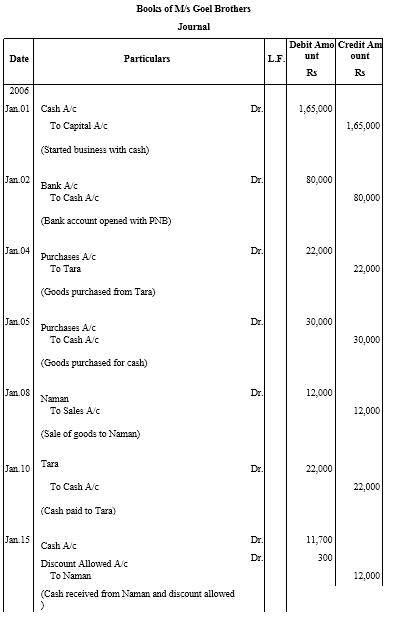 Books of M/s Goel Brothers
Journal
Date Particulars L.F. Debit Amo unt Rs Credit Am ount Rs
2006
Jan.01 Cash A/c Dr. 1,65,000
To Capital A/c 1,65,000
(Started business with cash)
Jan.02 Bank A/c Dr. 80,000
To Cash A/c 80,000
(Bank account opened with PNB)
Jan.04 Purchases A/c Dr. 22,000
To Tara 22,000
(Goods purchased from Tara)
Jan.05 Purchases A/c Dr. 30,000
To Cash A/c 30,000
(Goods purchased for cash)
Jan.08 Naman Dr. 12,000
To Sales A/c 12,000
(Sale of goods to Naman)
Jan.10 Tara Dr. 22,000
To Cash A/c 22,000
(Cash paid to Tara)
Jan.15 Cash A/c Dr. 11,700
Discount Allowed A/c Dr. 300
To Naman 12,000
(Cash received from Naman and discount allowed
)